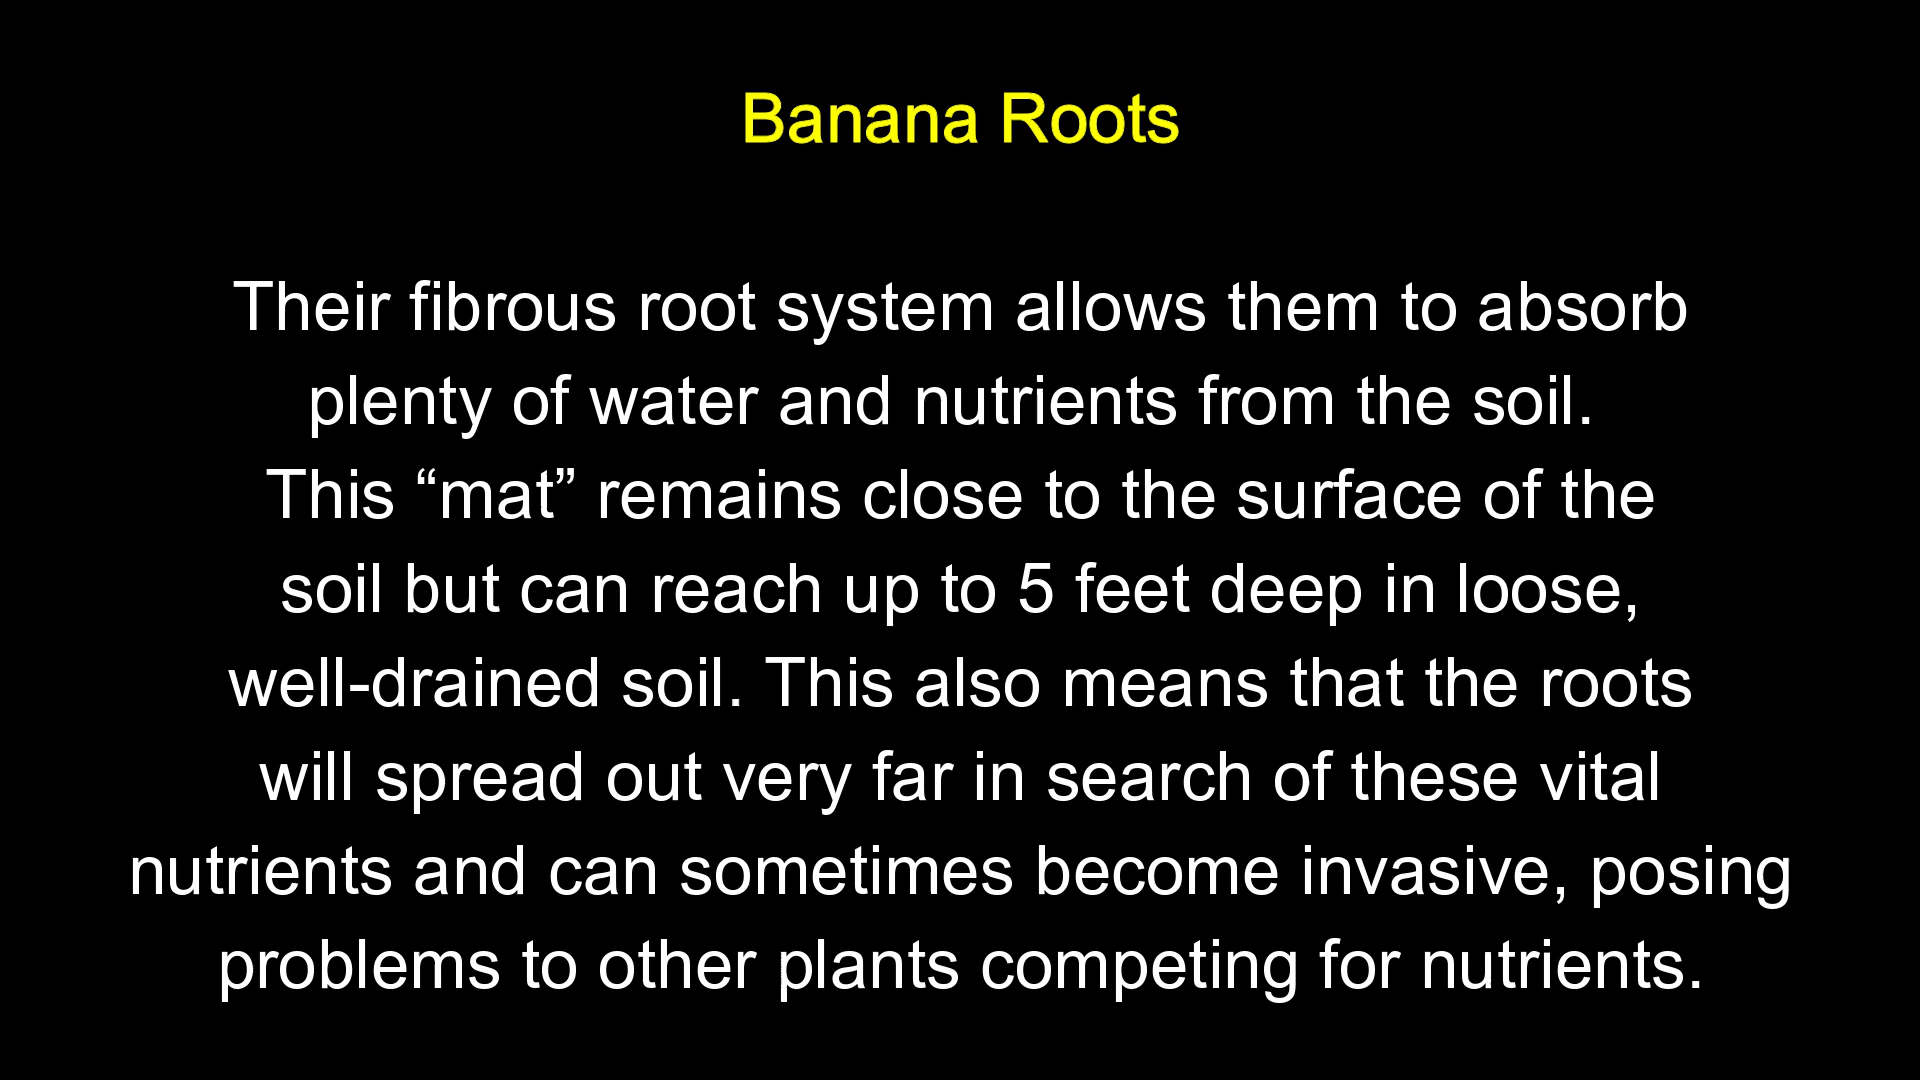 Banana Roots
Their fibrous root system allows them to absorb
plenty of water and nutrients from the soil.
This “mat” remains close to the surface of the
soil but can reach up to 5 feet deep in loose,
well-drained soil. This also means that the roots
will spread out very far in search of these vital
nutrients and can sometimes become invasive, posing
problems to other plants competing for nutrients.